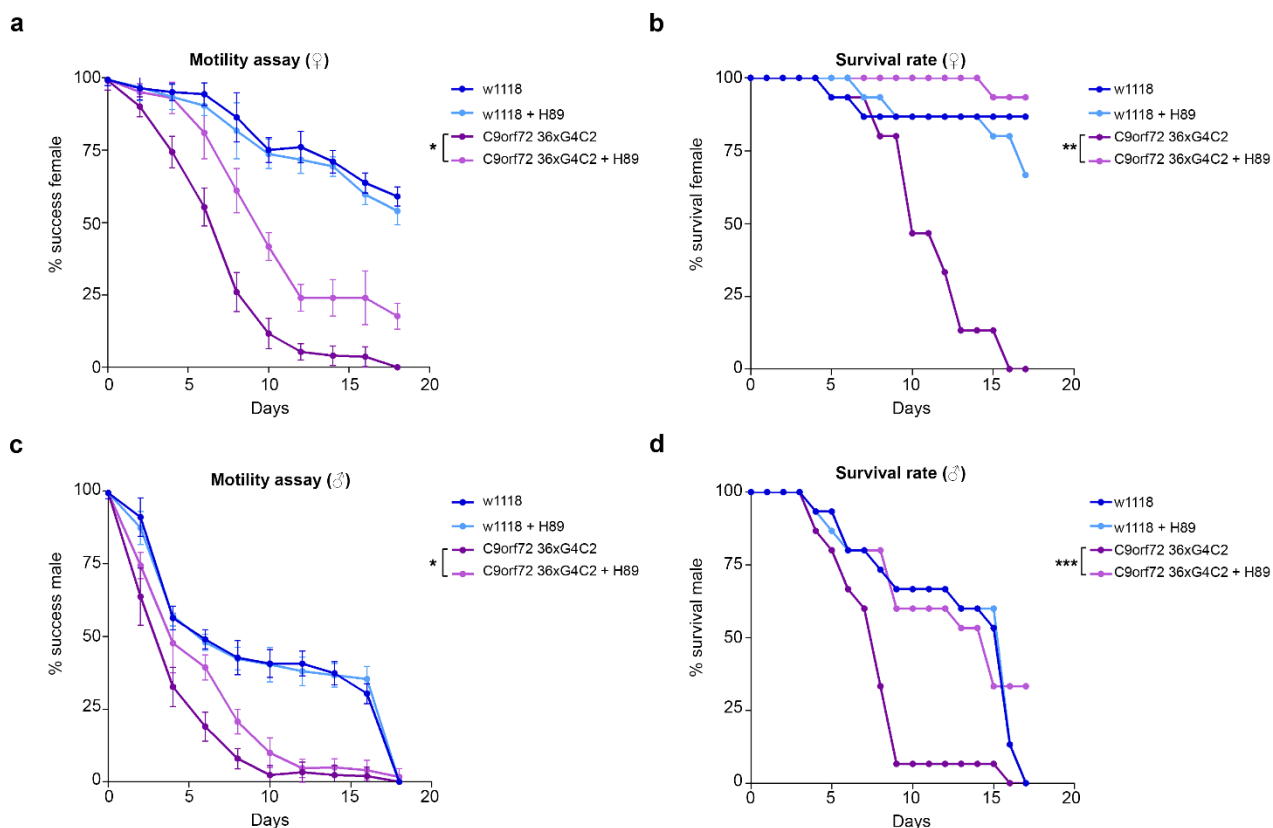 a
Motility assay (♀)
% success female
100
75
50
25
0
0 5 10 15 20
Days
w1118
w1118 + H89
C9orf72 36xG4C2
C9orf72 36xG4C2 + H89
*
b
Survival rate (♀)
% survival female
100
75
50
25
0
0 5 10 15 20
Days
w1118
w1118 + H89
C9orf72 36xG4C2
C9orf72 36xG4C2 + H89
**
c
Motility assay (♂)
% success male
100
75
50
25
0
0 5 10 15 20
Days
w1118
w1118 + H89
C9orf72 36xG4C2
C9orf72 36xG4C2 + H89
*
d
Survival rate (♂)
% survival male
100
75
50
25
0
0 5 10 15 20
Days
w1118
w1118 + H89
C9orf72 36xG4C2
C9orf72 36xG4C2 + H89
***